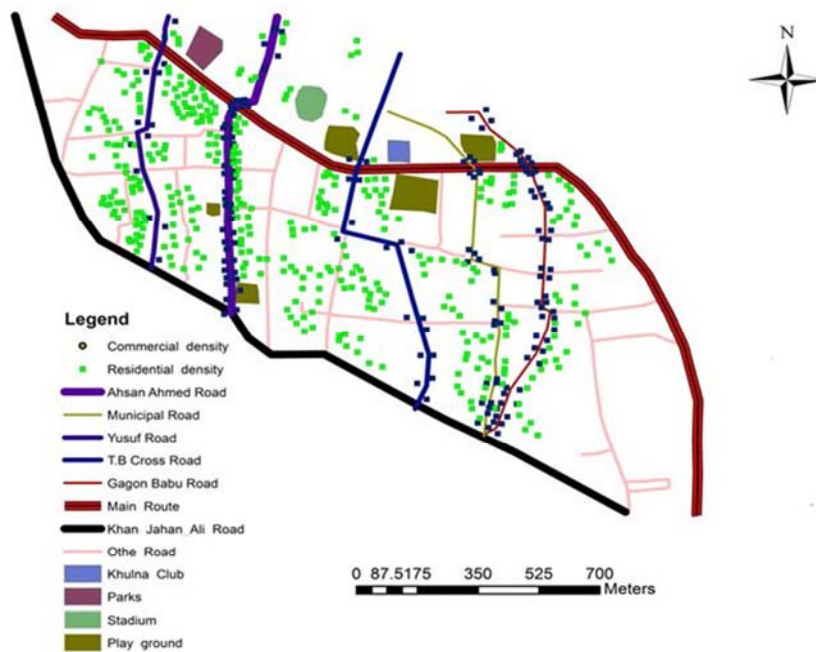 N
Legend
Commercial density
Residential density
Ahsan Ahmed Road
Municipal Road
Yusuf Road
T.B Cross Road
Gagon Babu Road
Main Route
Khan Jahan_Ali Road
Othe Road
Khulna Club
Parks
Stadium
Play ground
0 87.5175 350 525 700
Meters